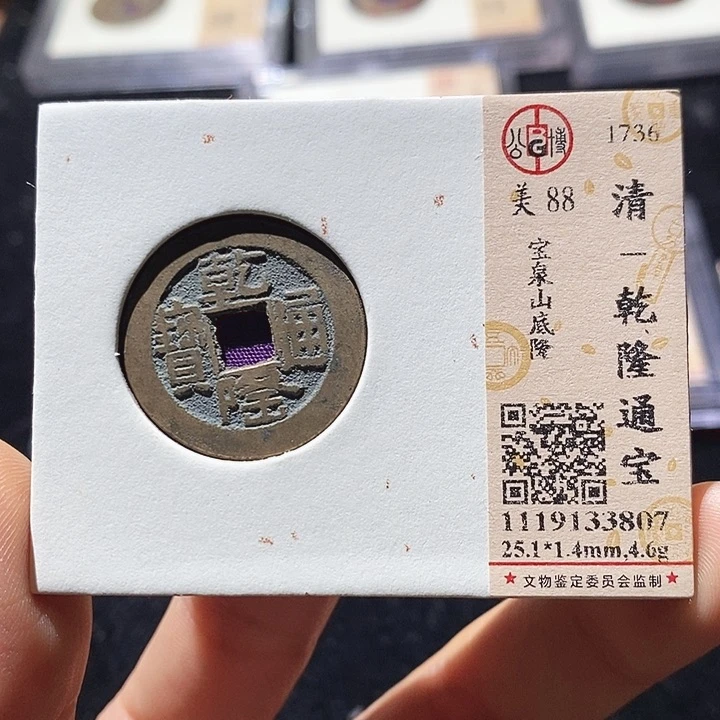 乾隆通寶
公博
BG
1736
美 88
清—乾隆通宝
宝泉山底隆
1119133807
25.1*1.4mm,4.6g
★ 文物鉴定委员会监制 ★